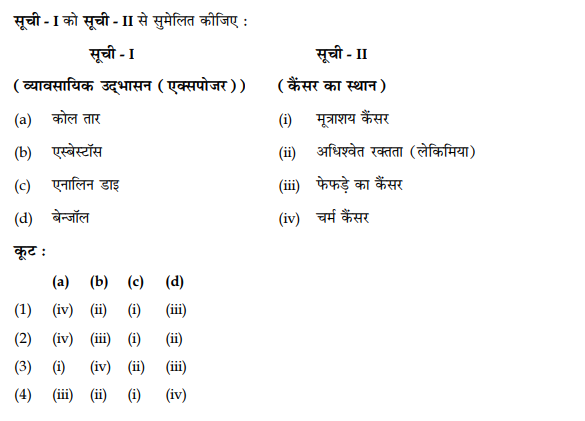 सूची - I को सूची - II से सुमेलित कीजिए :
सूची - I सूची - II
( व्यावसायिक उद्भासन ( एक्सपोजर ) ) ( कैंसर का स्थान )
(a) कोल तार (i) मूत्राशय कैंसर
(b) एस्बेस्टॉस (ii) अधिश्वेत रक्तता (लेकिमिया)
(c) एनालिन डाइ (iii) फेफड़े का कैंसर
(d) बेन्जॉल (iv) चर्म कैंसर
कूट :
(a) (b) (c) (d)
(1) (iv) (ii) (i) (iii)
(2) (iv) (iii) (i) (ii)
(3) (i) (iv) (ii) (iii)
(4) (iii) (ii) (i) (iv)